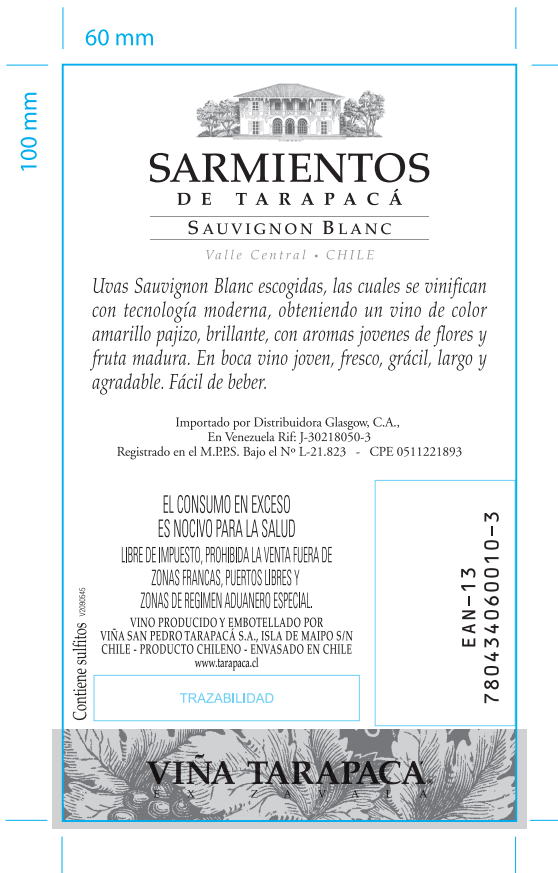 60 mm
100 mm
SARMIENTOS
DE TARAPACÁ
SAUVIGNON BLANC
Valle Central • CHILE
Uvas Sauvignon Blanc escogidas, las cuales se vinifican
con tecnología moderna, obteniendo un vino de color
amarillo pajizo, brillante, con aromas jovenes de flores y
fruta madura. En boca vino joven, fresco, grácil, largo y
agradable. Fácil de beber.
Importado por Distribuidora Glasgow, C.A.,
En Venezuela Rif: J-30218050-3
Registrado en el M.P.P.S. Bajo el Nº L-21.823 - CPE 0511221893
EL CONSUMO EN EXCESO
ES NOCIVO PARA LA SALUD
LIBRE DE IMPUESTO, PROHIBIDA LA VENTA FUERA DE
ZONAS FRANCAS, PUERTOS LIBRES Y
ZONAS DE REGIMEN ADUANERO ESPECIAL.
VINO PRODUCIDO Y EMBOTELLADO POR
VIÑA SAN PEDRO TARAPACÁ S.A., ISLA DE MAIPO S/N
CHILE - PRODUCTO CHILENO - ENVASADO EN CHILE
www.tarapaca.cl
Contiene sulfitos V2090545
TRAZABILIDAD
EAN-13
780434060010-3
VIÑA TARAPACA
EX ZAVALA